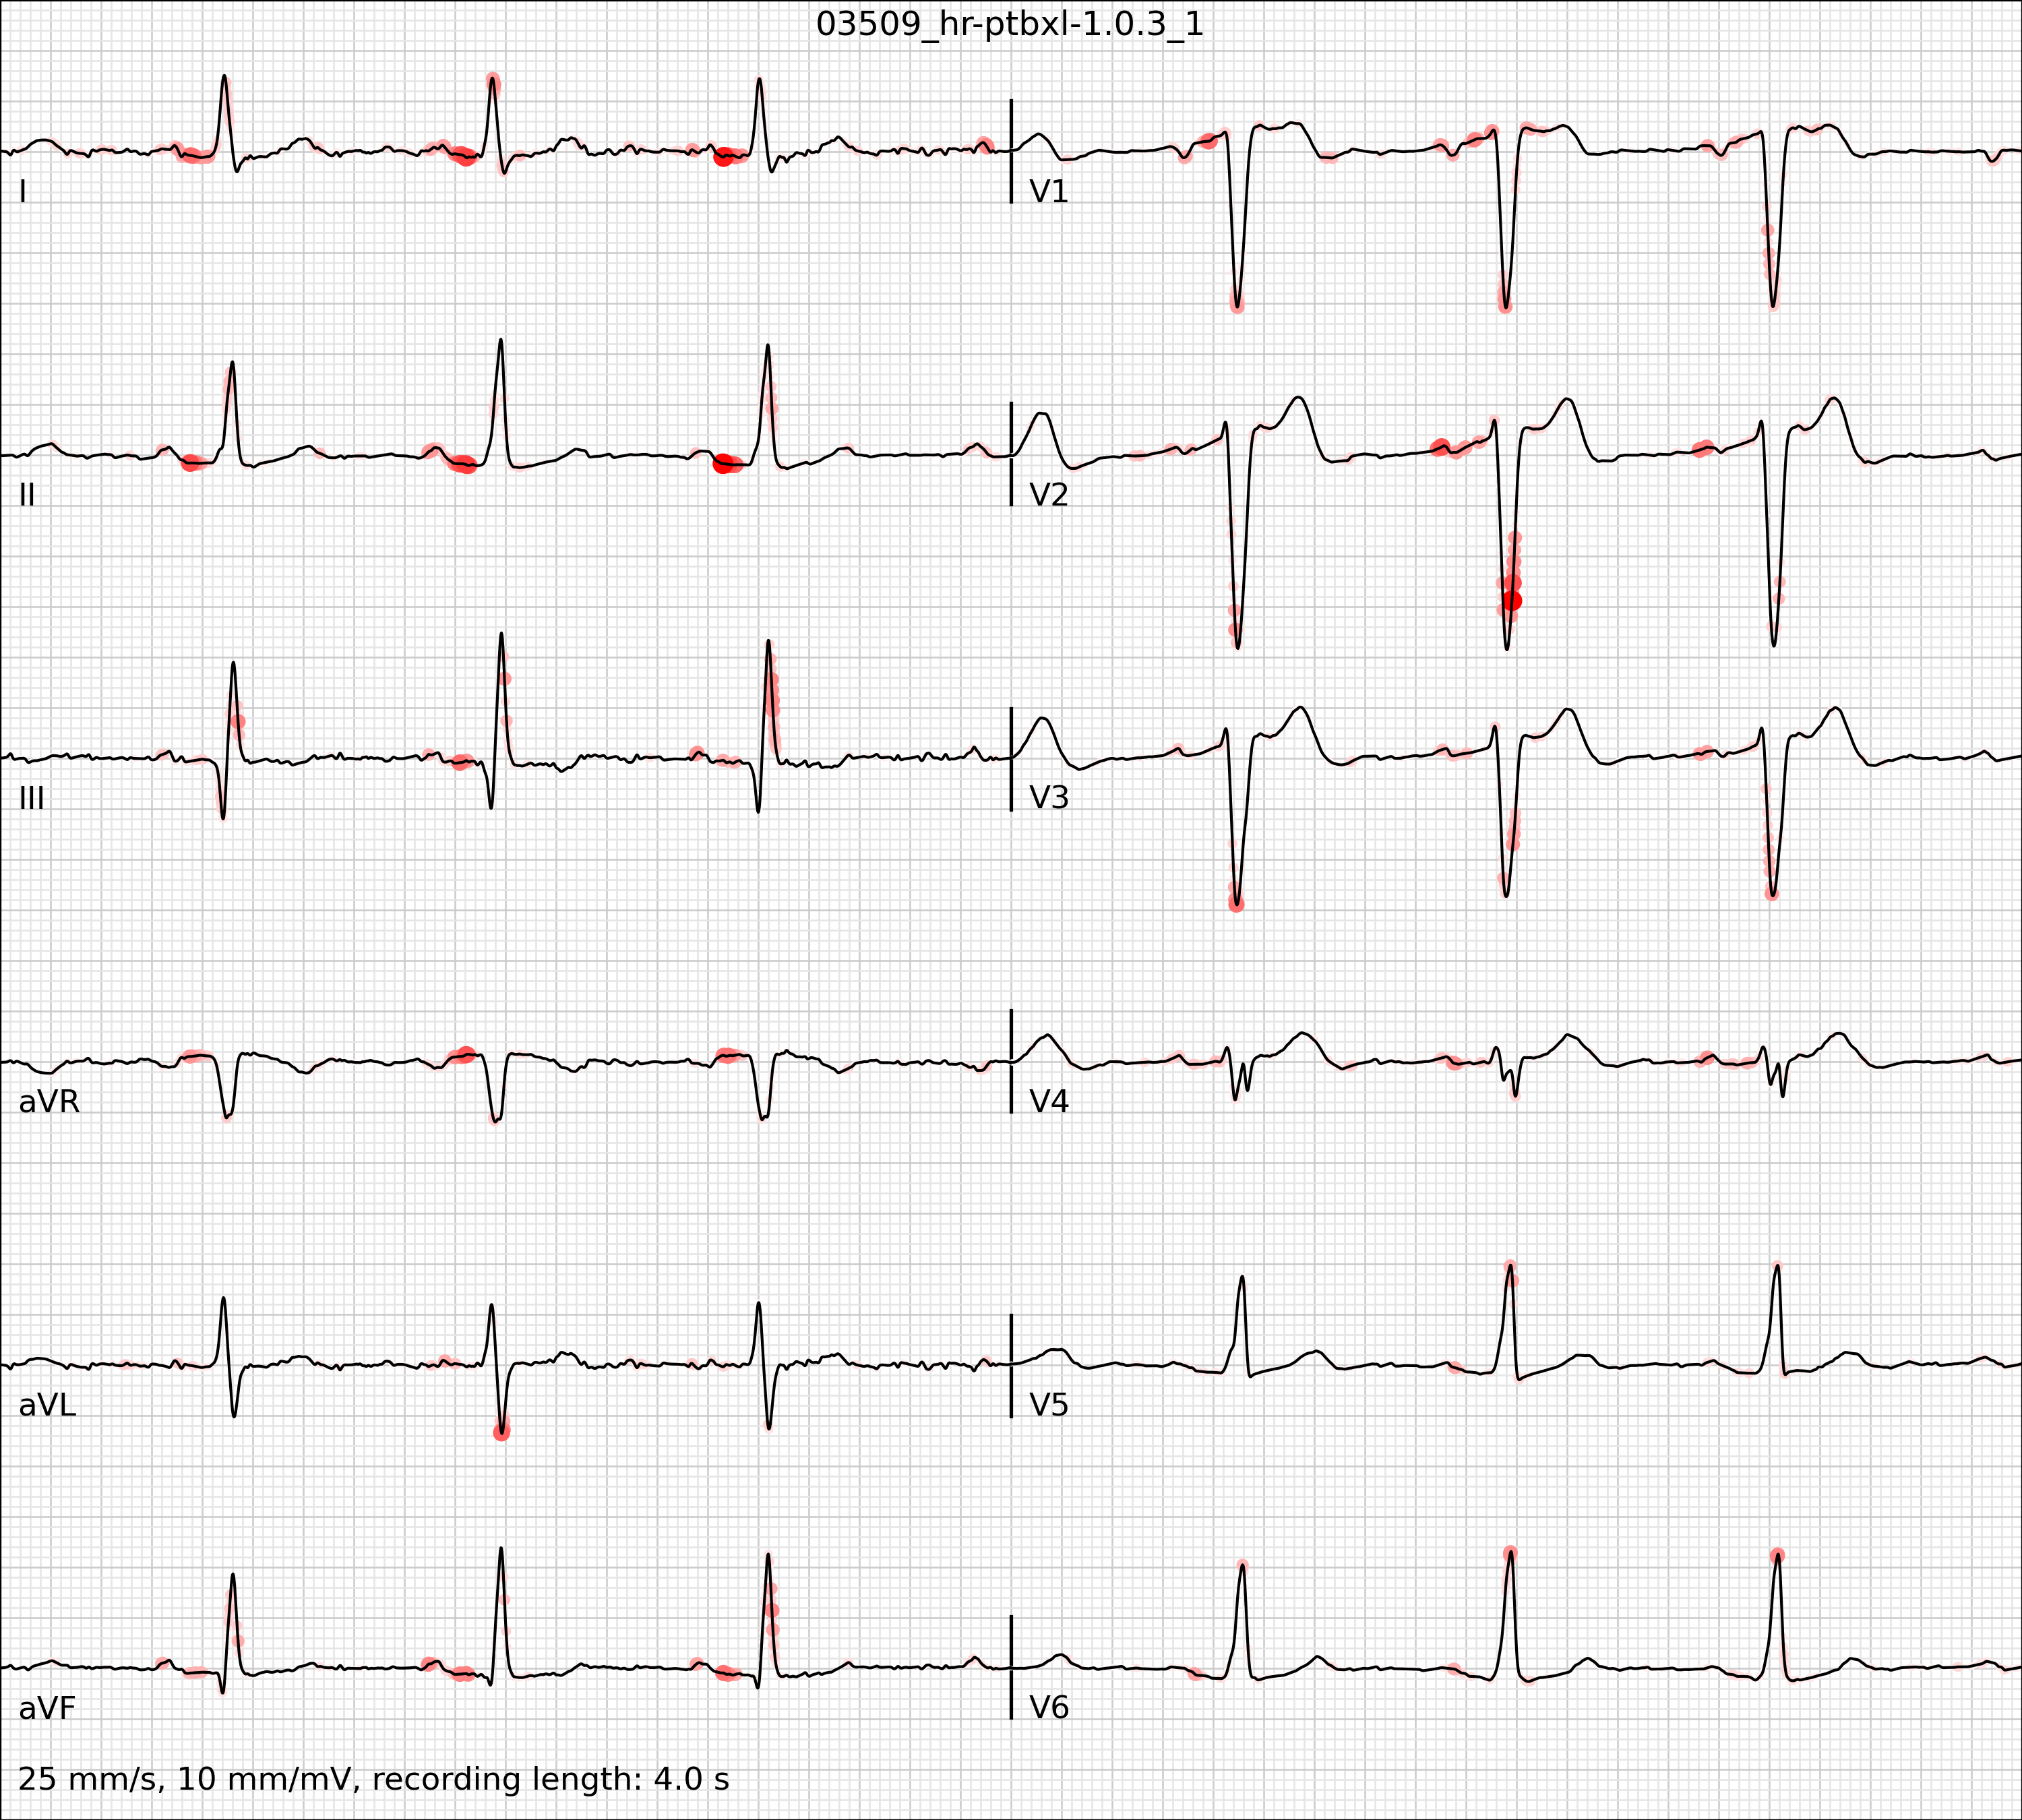 03509_hr-ptbxl-1.0.3_1
I
V1
II
V2
III
V3
aVR
V4
aVL
V5
aVF
V6
25 mm/s, 10 mm/mV, recording length: 4.0 s